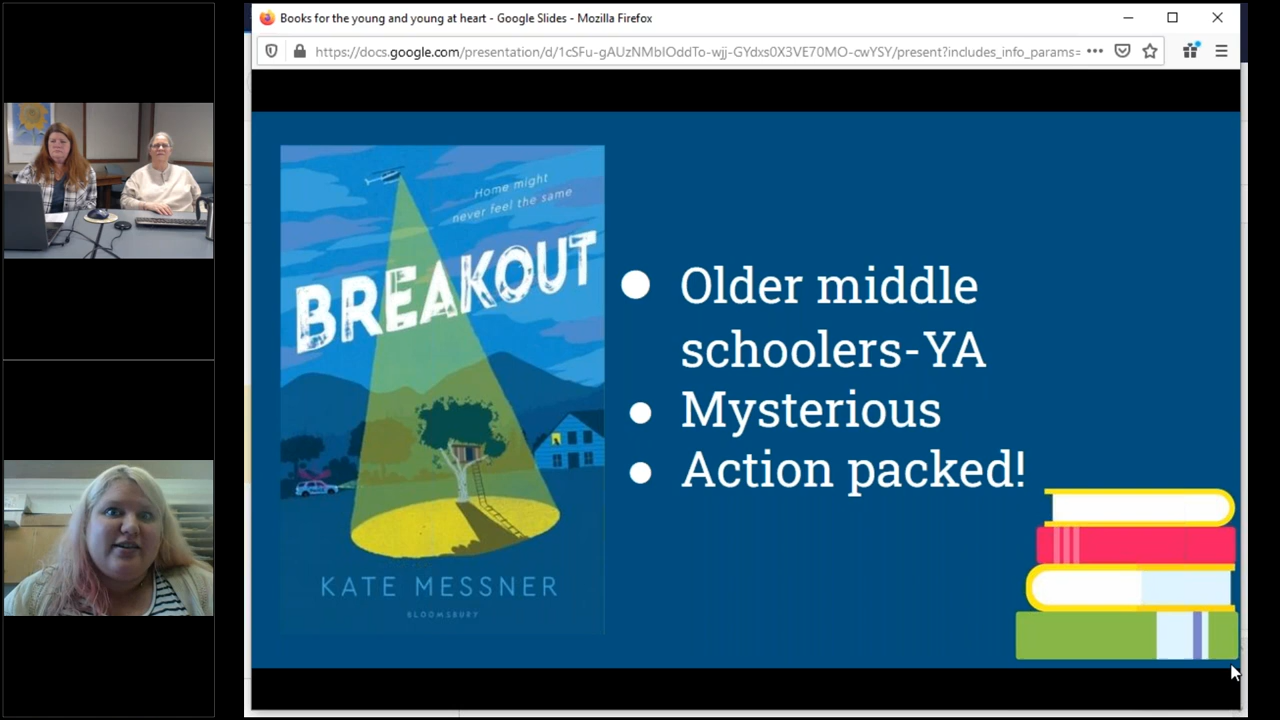 Books for the young and young at heart - Google Slides - Mozilla Firefox
https://docs.google.com/presentation/d/1cSFu-gAUzNMbIOddTo-wjj-GYdxs0X3VE70MO-cwYSY/present?includes_info_params=
Home might
never feel the same
BREAKOUT
KATE MESSNER
BLOOMSBURY
● Older middle
schoolers-YA
● Mysterious
● Action packed!